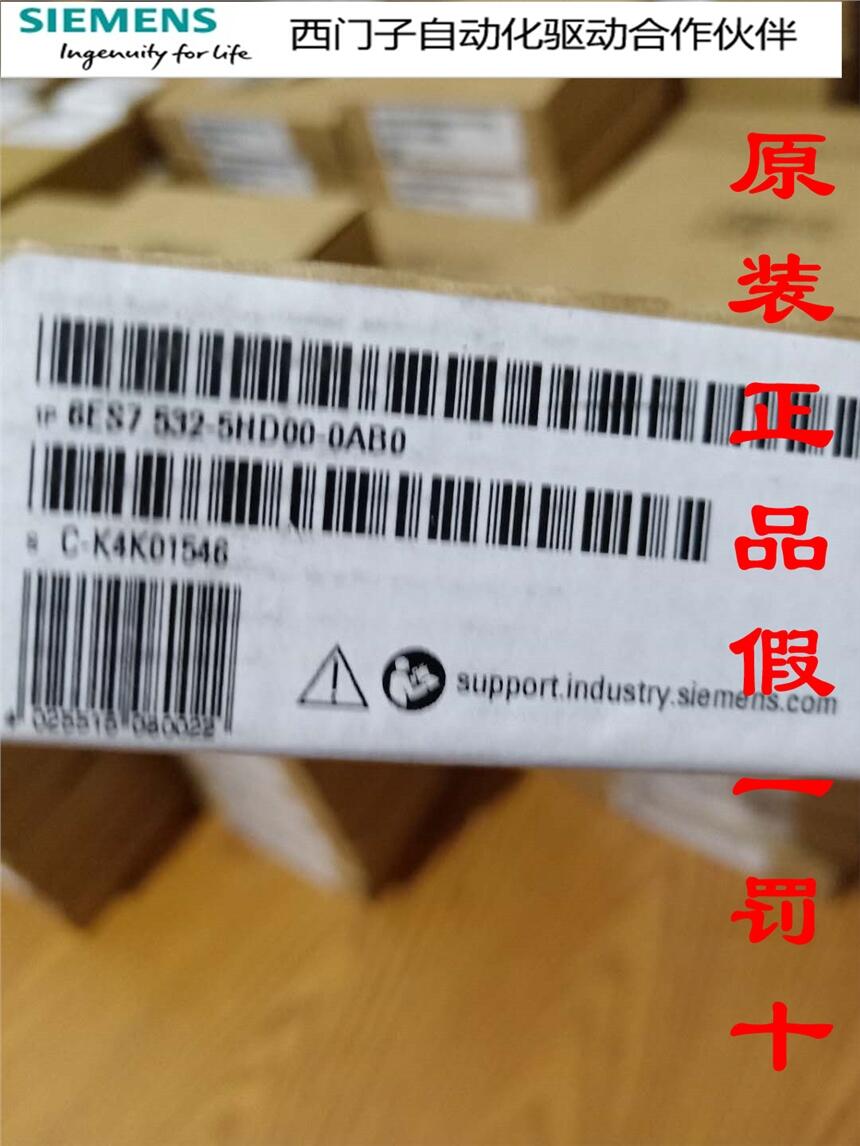 SIEMENS
Ingenuity for life
西门子自动化驱动合作伙伴
原装正品假一罚十
1P 6ES7 532-5HD00-0AB0
S C-K4K01546
support.industry.siemens.com